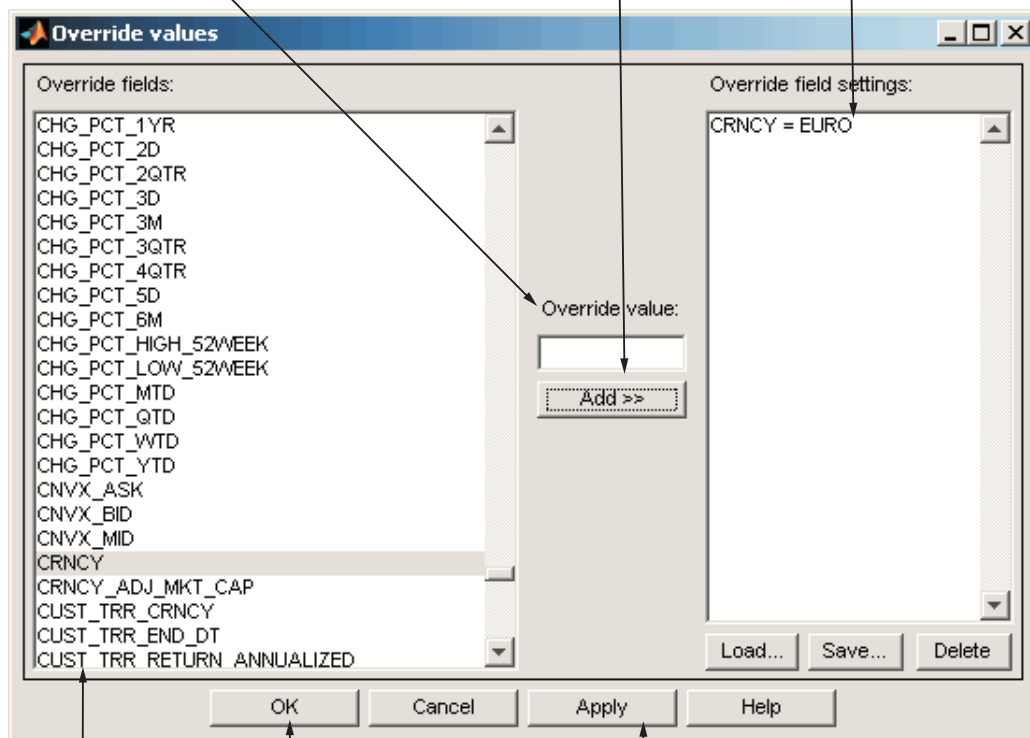 Override values
Override fields:
CHG_PCT_1YR
CHG_PCT_2D
CHG_PCT_2QTR
CHG_PCT_3D
CHG_PCT_3M
CHG_PCT_3QTR
CHG_PCT_4QTR
CHG_PCT_5D
CHG_PCT_6M
CHG_PCT_HIGH_52WEEK
CHG_PCT_LOW_52WEEK
CHG_PCT_MTD
CHG_PCT_QTD
CHG_PCT_WTD
CHG_PCT_YTD
CNVX_ASK
CNVX_BID
CNVX_MID
CRNCY
CRNCY_ADJ_MKT_CAP
CUST_TRR_CRNCY
CUST_TRR_END_DT
CUST_TRR_RETURN_ANNUALIZED
Override value:
Add >>
Override field settings:
CRNCY = EURO
Load...
Save...
Delete
OK
Cancel
Apply
Help